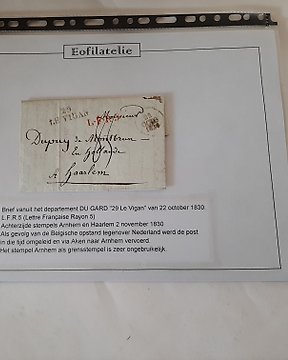 Eofilatelie
29
LE VIGAN
L.F.R.5
Monsieur
Dupuy de Montbrun
En hollande
A haarlem
Brief vanuit het departement DU GARD "29 Le Vigan" van 22 october 1830.
L.F.R.5 (Lettre Française Rayon 5)
Achterzijde stempels Arnhem en Haarlem 2 november 1830
Als gevolg van de Belgische opstand tegenover Nederland werd de post
in die tijd omgeleid en via Aken naar Arnhem vervoerd.
Het stempel Arnhem als grensstempel is zeer ongebruikelijk.